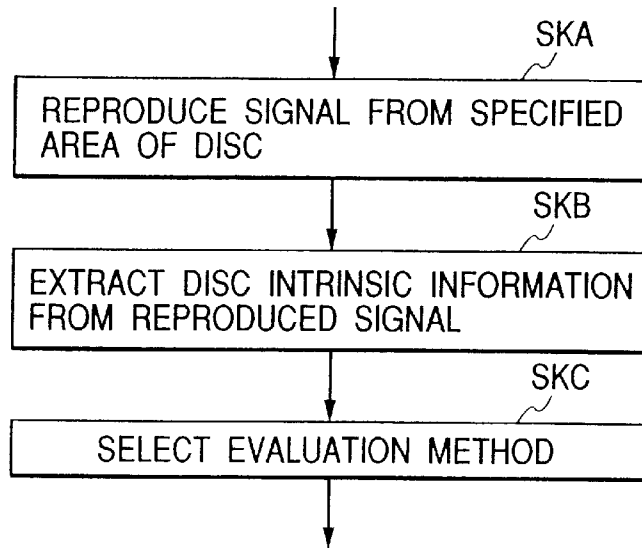 SKA
REPRODUCE SIGNAL FROM SPECIFIED
AREA OF DISC
SKB
EXTRACT DISC INTRINSIC INFORMATION
FROM REPRODUCED SIGNAL
SKC
SELECT EVALUATION METHOD